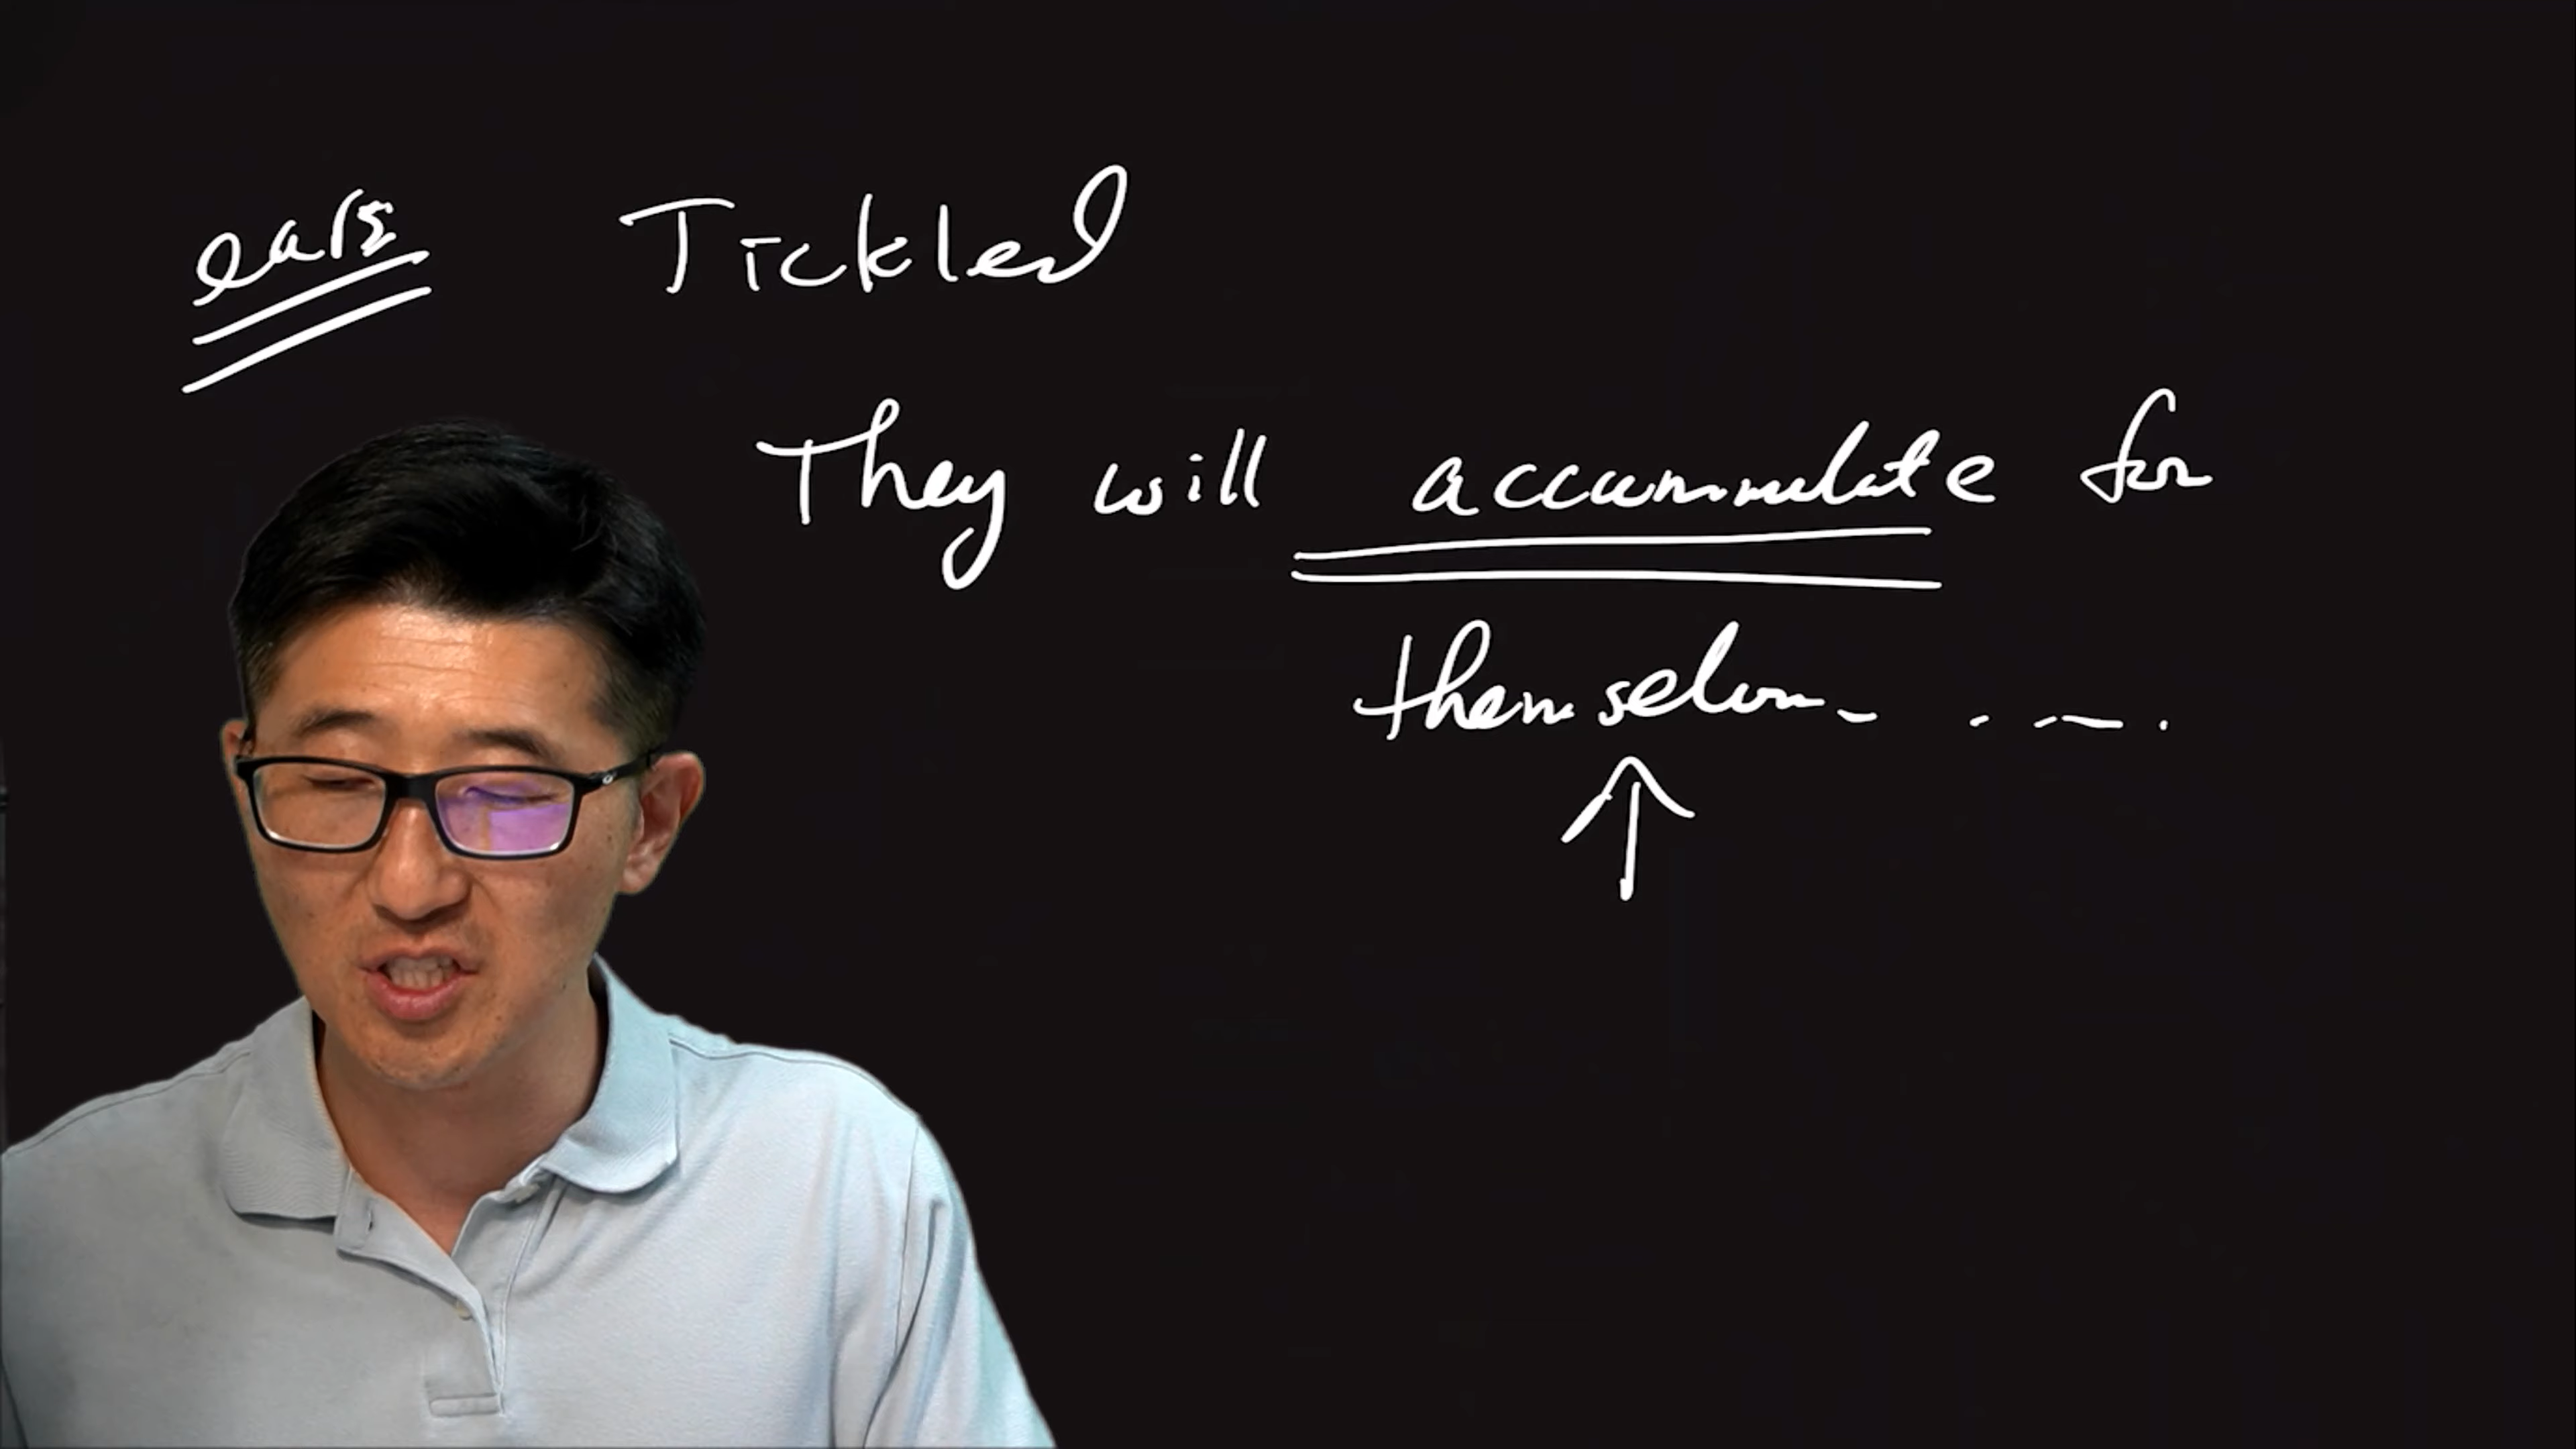 ears Tickled
They will accumulate for
themselves .....